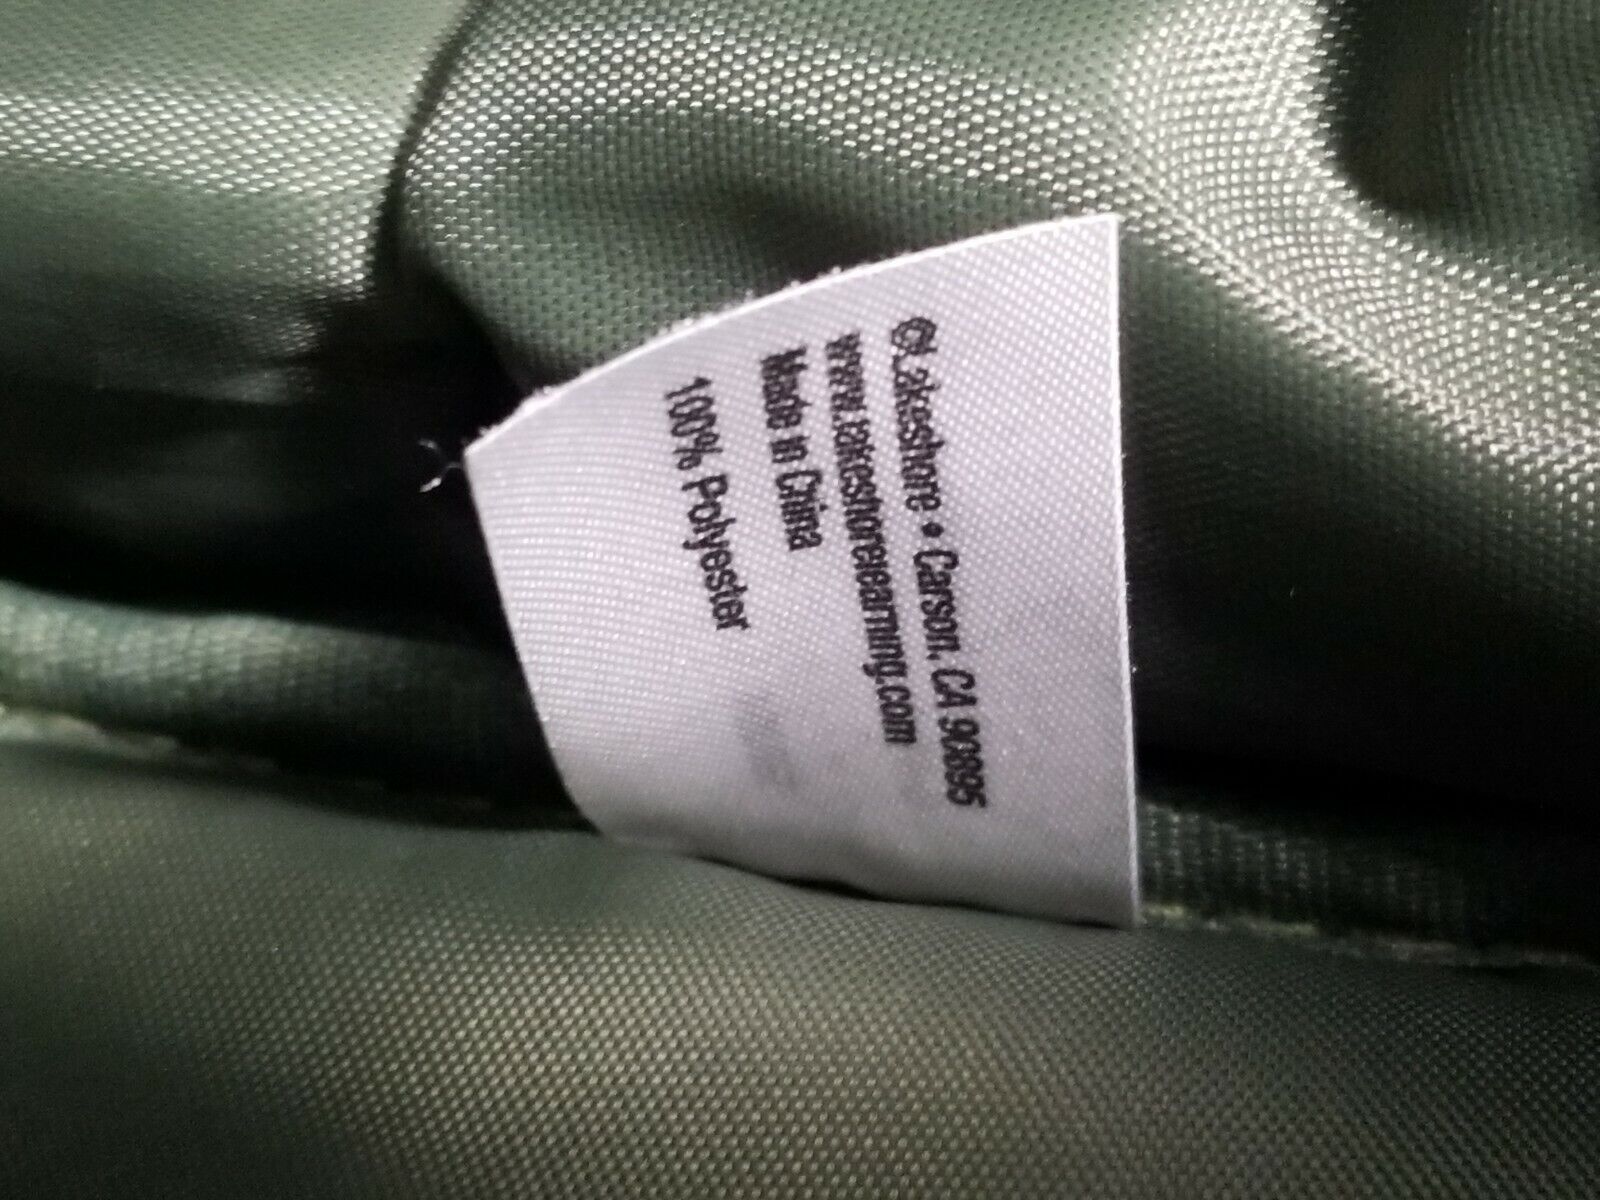 ©Lakeshore • Carson, CA 90895
www.lakeshorelearning.com
Made in China
100% Polyester